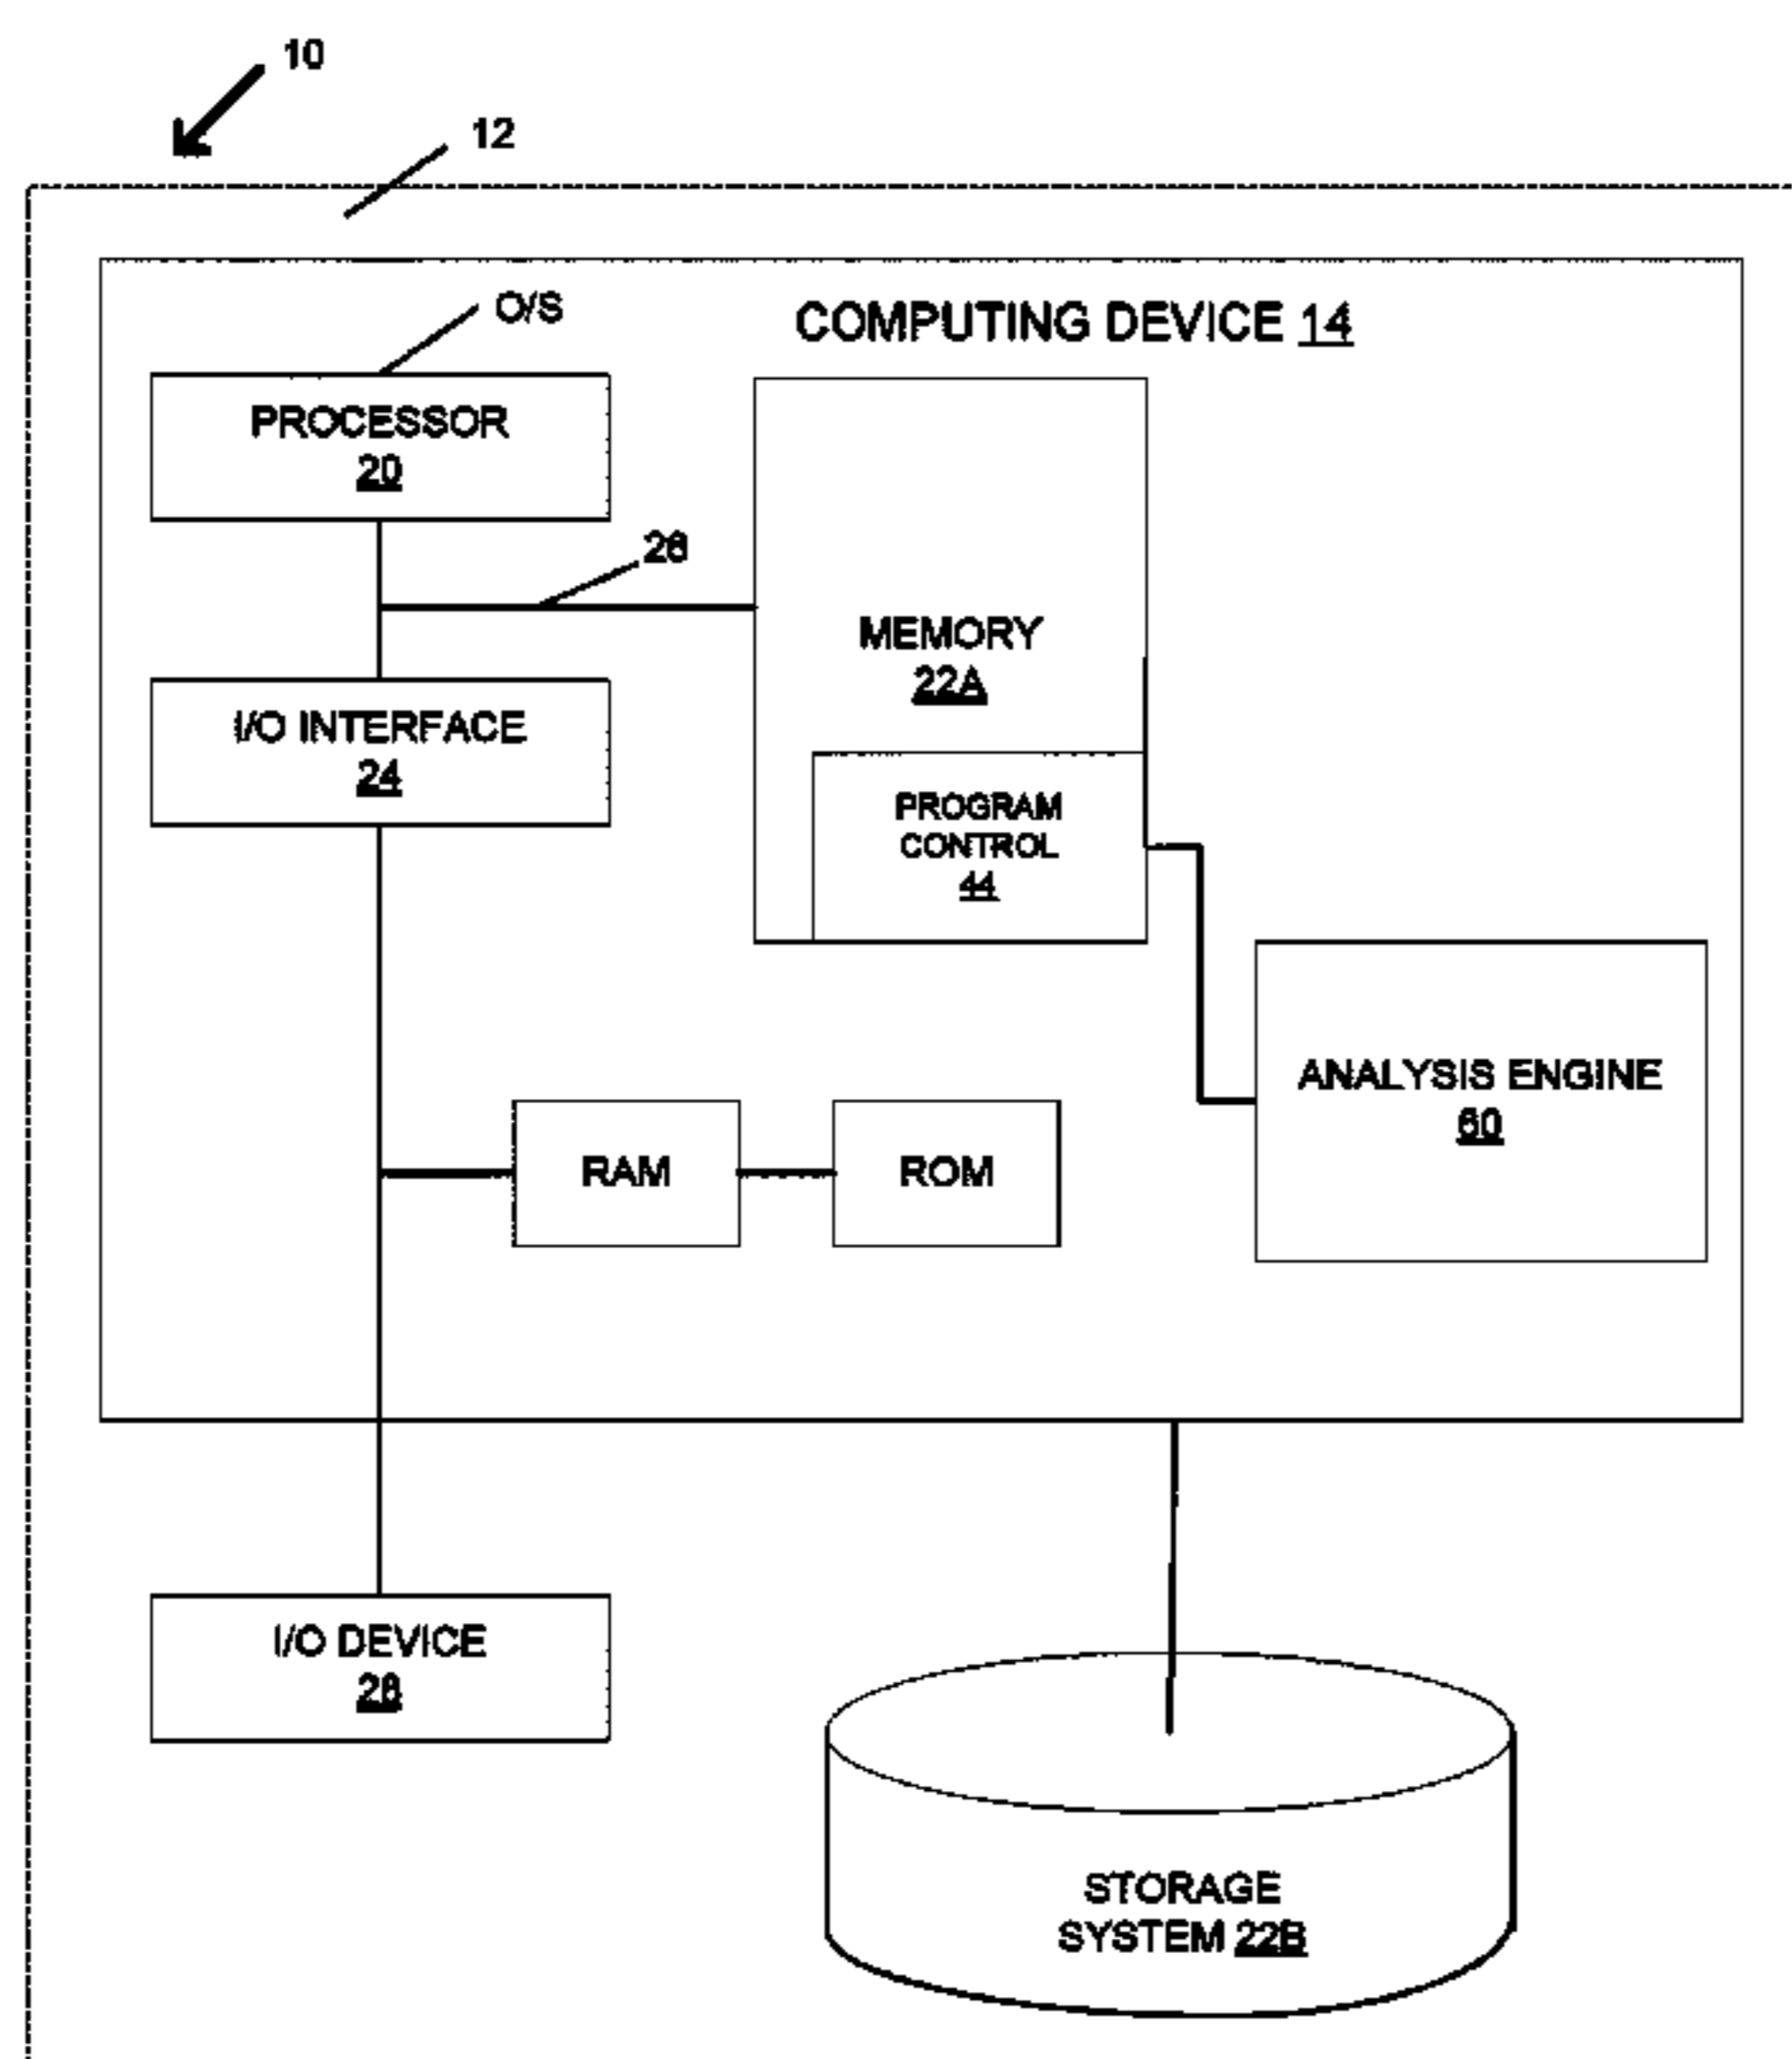 10
12
O/S
COMPUTING DEVICE 14
PROCESSOR
20
26
MEMORY
22A
I/O INTERFACE
24
PROGRAM
CONTROL
44
ANALYSIS ENGINE
60
RAM
ROM
I/O DEVICE
28
STORAGE
SYSTEM 22B